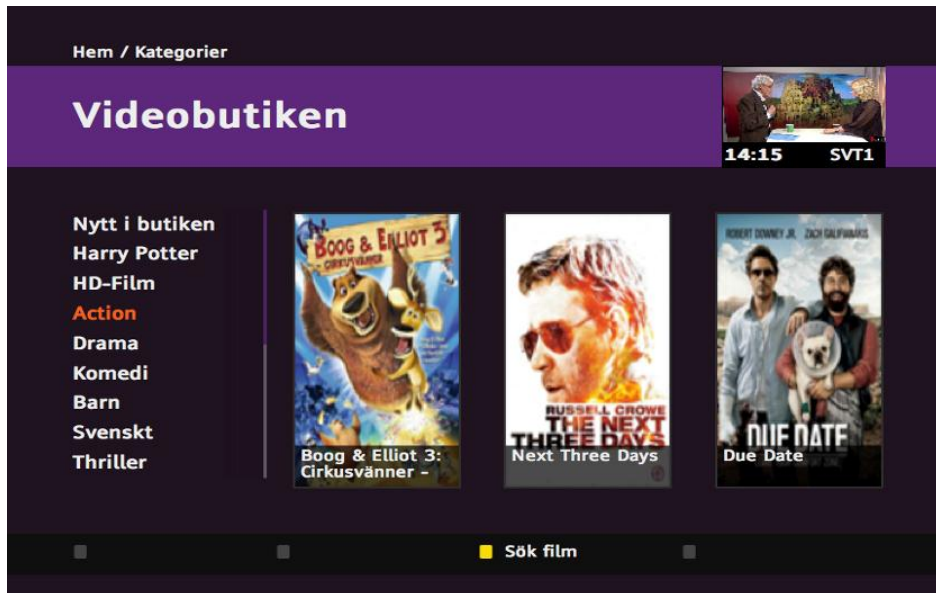 Hem / Kategorier
Videobutiken
14:15 SVT1
Nytt i butiken
Harry Potter
HD-Film
Action
Drama
Komedi
Barn
Svenskt
Thriller
BOOG & ELLIOT 3
- CIRKUSVÄNNER
Boog & Elliot 3:
Cirkusvänner -
RUSSELL CROWE
THE NEXT
THREE DAYS
Next Three Days
ROBERT DOWNEY JR. ZACH GALIFIANAKIS
DUE DATE
Due Date
Sök film